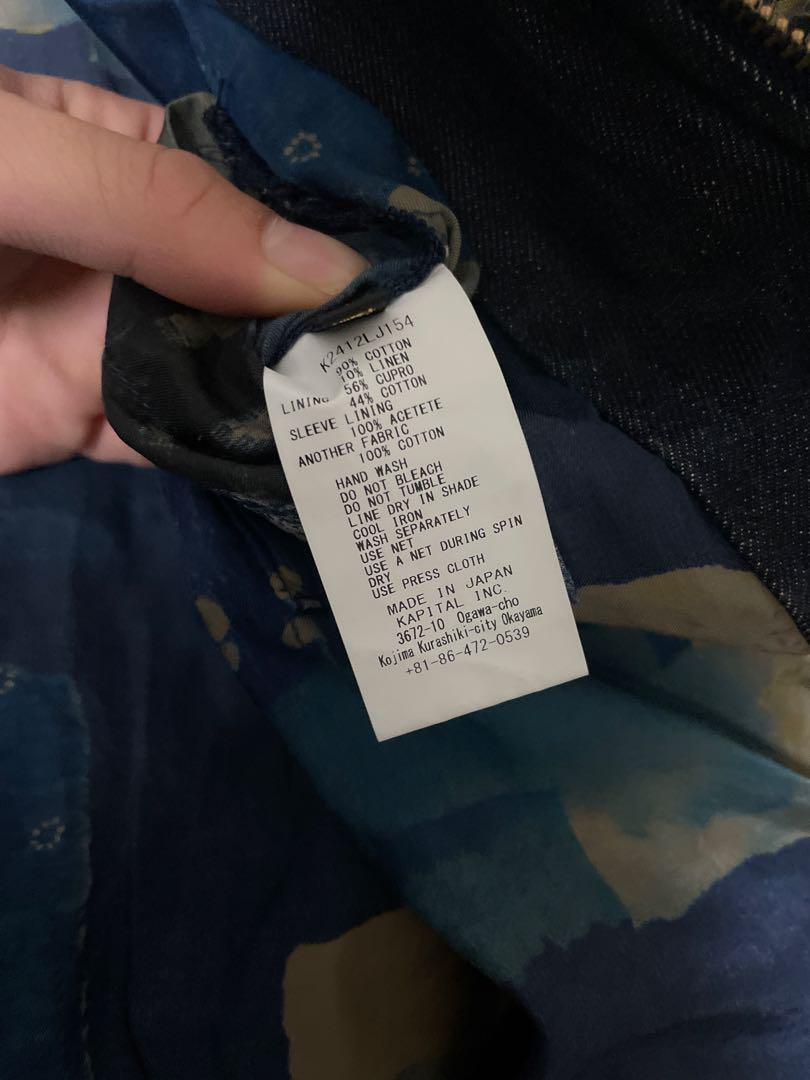 K2412LJ154
90% COTTON
10% LINEN
LINING 56% CUPRO
44% COTTON
SLEEVE LINING
100% ACETETE
ANOTHER FABRIC
100% COTTON
HAND WASH
DO NOT BLEACH
DO NOT TUMBLE
LINE DRY IN SHADE
COOL IRON
WASH SEPARATELY
USE NET
USE A NET DURING SPIN
DRY
USE PRESS CLOTH
MADE IN JAPAN
KAPITAL INC.
3672-10 Ogawa-cho
Kojima Kurashiki-city Okayama
+81-86-472-0539